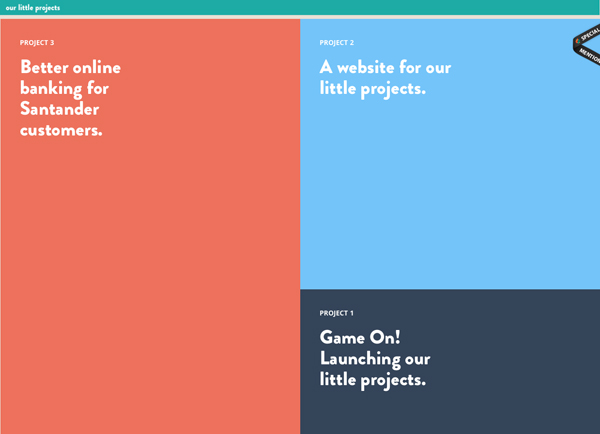 our little projects
PROJECT 3
Better online
banking for
Santander
customers.
PROJECT 2
A website for our
little projects.
SPECIAL
MENTION
PROJECT 1
Game On!
Launching our
little projects.